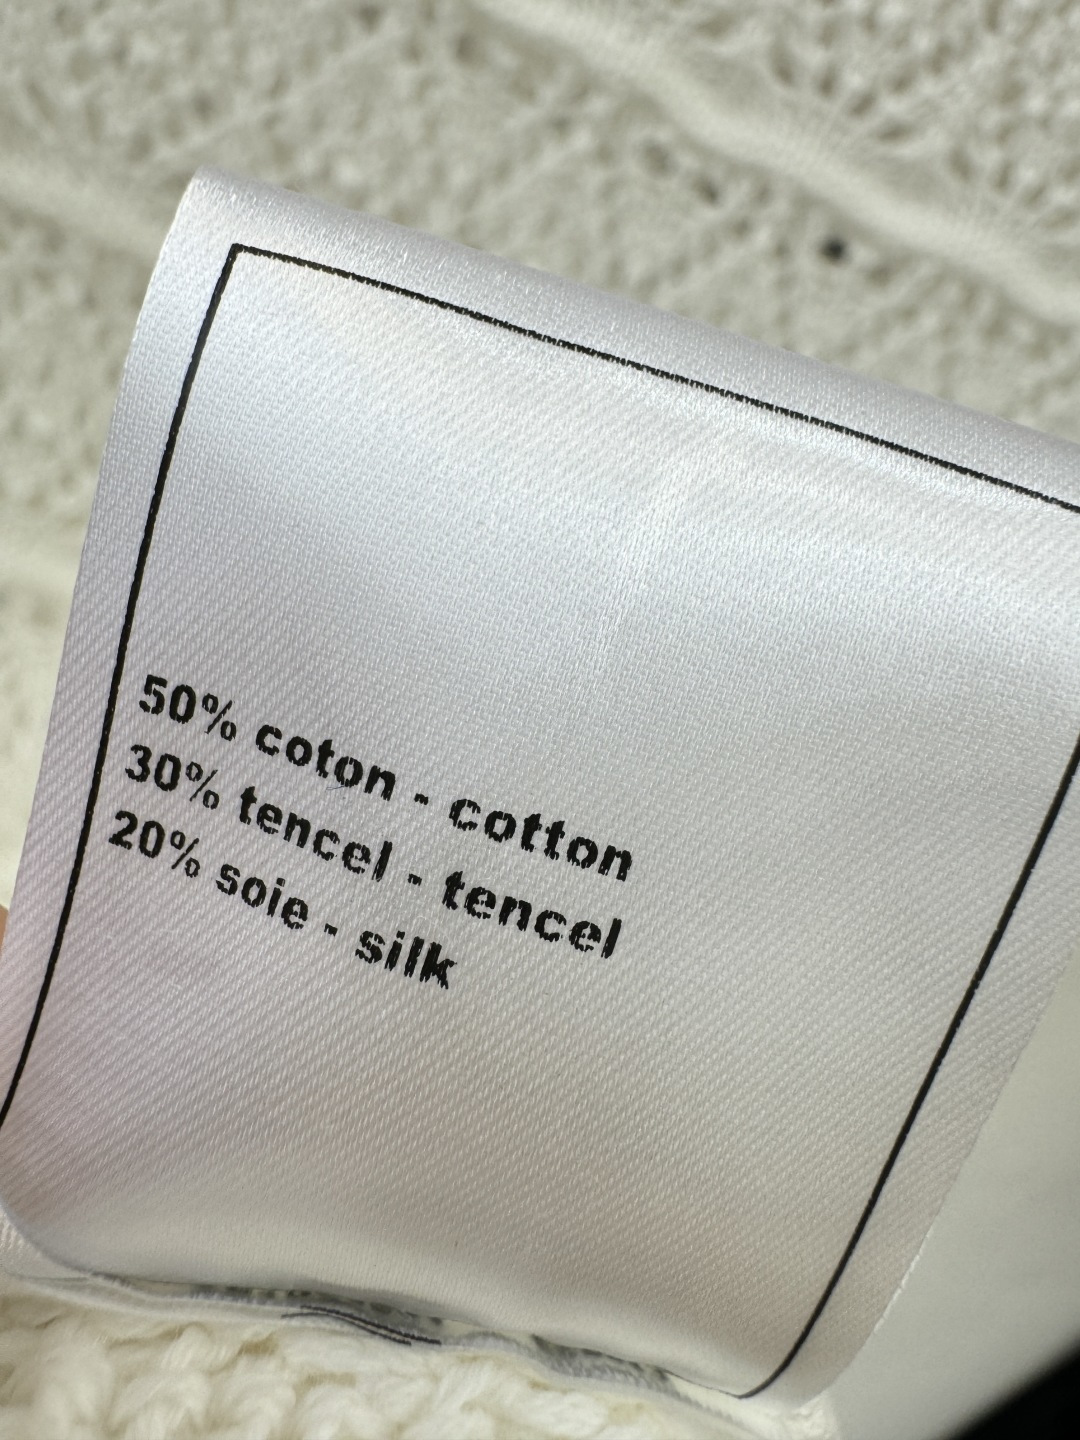 50% coton - cotton
30% tencel - tencel
20% soie - silk